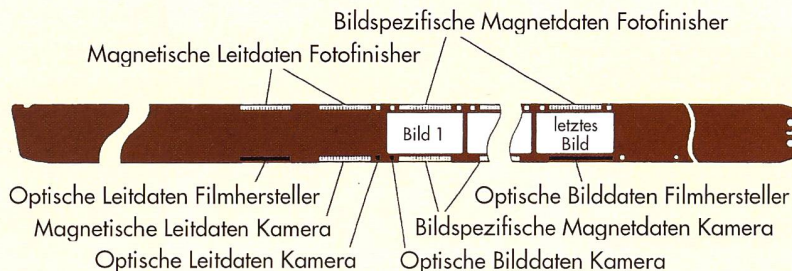 Bildspezifische Magnetdaten Fotofinisher
Magnetische Leitdaten Fotofinisher
Bild 1
letztes
Bild
Optische Leitdaten Filmhersteller
Optische Bilddaten Filmhersteller
Magnetische Leitdaten Kamera
Bildspezifische Magnetdaten Kamera
Optische Leitdaten Kamera
Optische Bilddaten Kamera